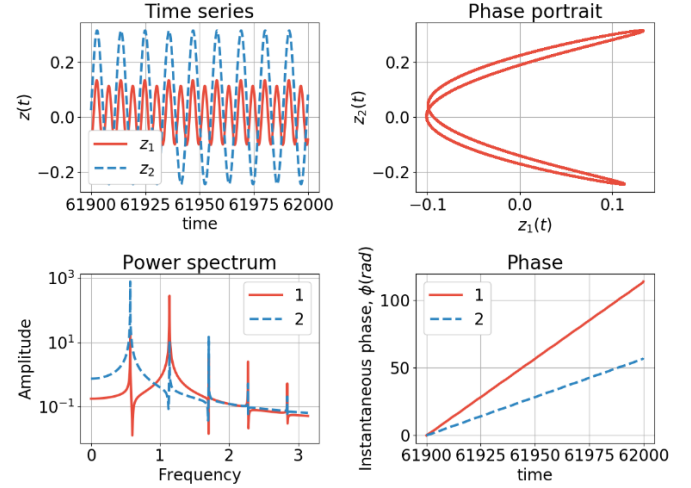 Time series
z(t)
0.2
0.0
−0.2
z₁
z₂
61900 61925 61950 61975 62000
time
Phase portrait
z₂(t)
0.2
0.0
−0.2
−0.1 0.0 0.1
z₁(t)
Power spectrum
Amplitude
10³
10¹
10⁻¹
1
2
0 1 2 3
Frequency
Phase
Instantaneous phase, ϕ(rad)
100
50
0
1
2
61900 61925 61950 61975 62000
time